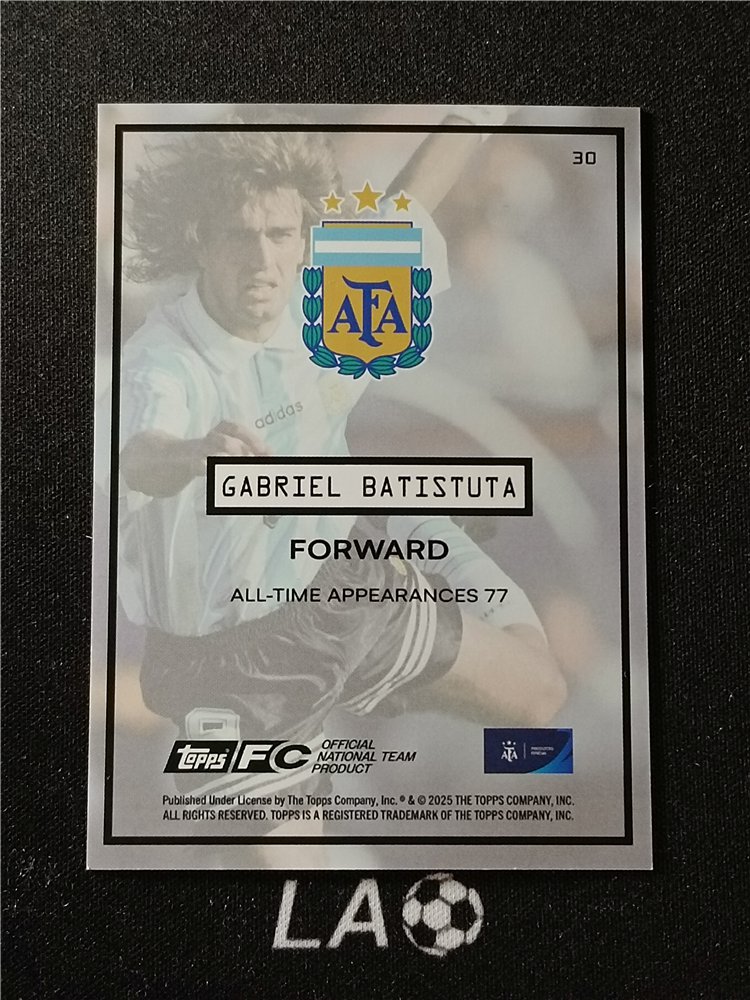 30
AFA
adidas
GABRIEL BATISTUTA
FORWARD
ALL-TIME APPEARANCES 77
topps FC OFFICIAL
NATIONAL TEAM
PRODUCT
AFA
Published Under License by The Topps Company, Inc. ® & © 2025 THE TOPPS COMPANY, INC.
ALL RIGHTS RESERVED. TOPPS IS A REGISTERED TRADEMARK OF THE TOPPS COMPANY, INC.
LA